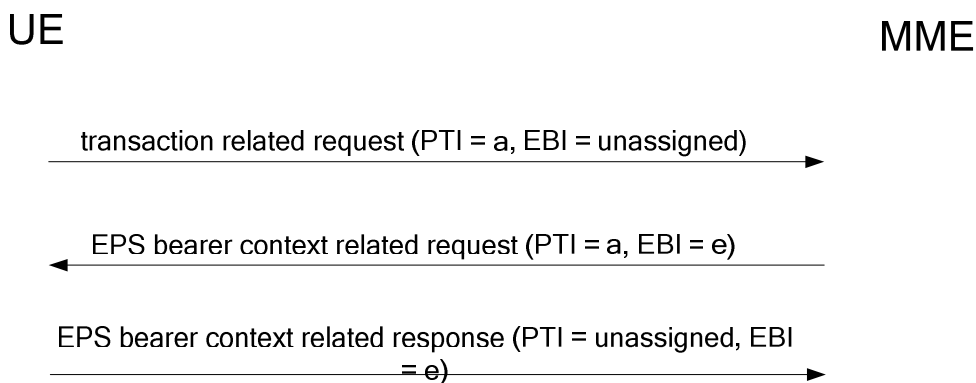 UE
MME
transaction related request (PTI = a, EBI = unassigned)
EPS bearer context related request (PTI = a, EBI = e)
EPS bearer context related response (PTI = unassigned, EBI
= e)